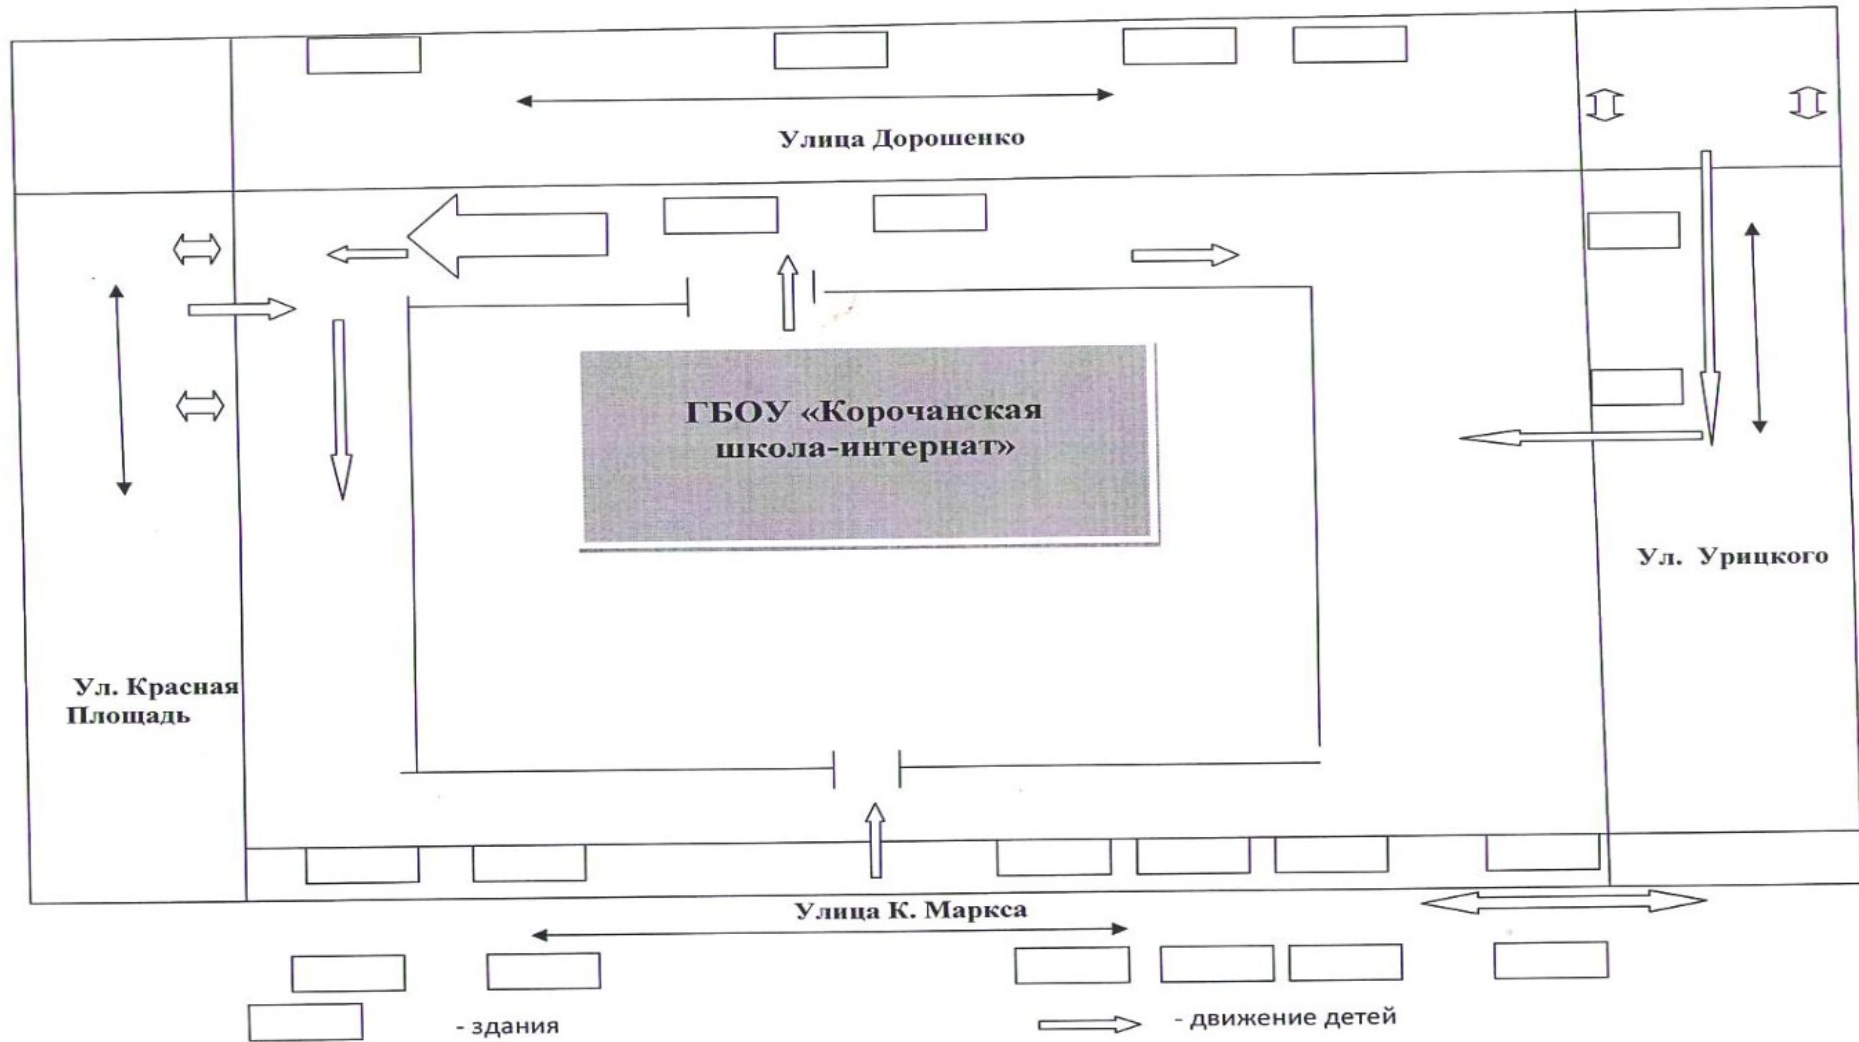 Улица Дорошенко
ГБОУ «Корочанская
школа-интернат»
Ул. Урицкого
Ул. Красная
Площадь
Улица К. Маркса
- здания
- движение детей